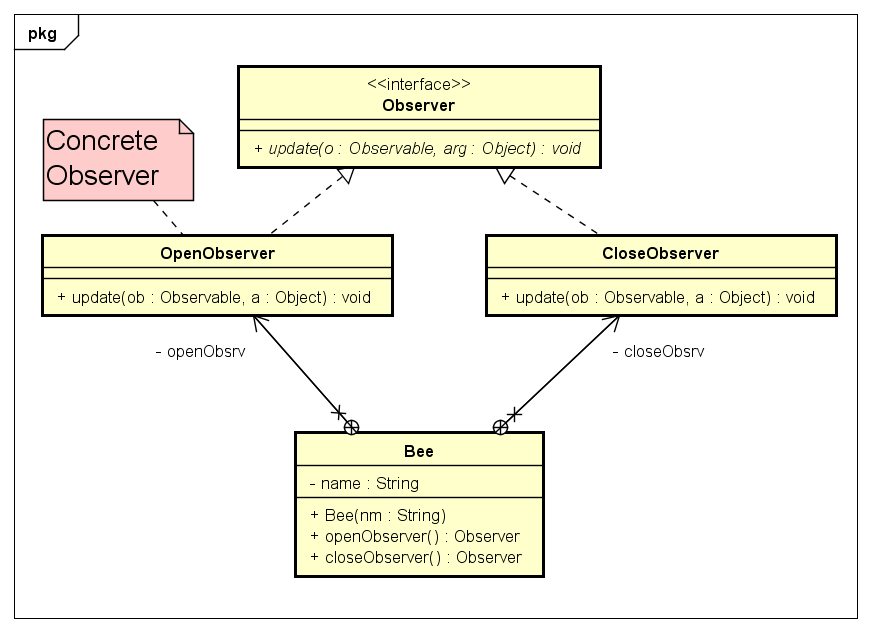 pkg
<<interface>>
Observer
+ update(o : Observable, arg : Object) : void
Concrete
Observer
OpenObserver
+ update(ob : Observable, a : Object) : void
CloseObserver
+ update(ob : Observable, a : Object) : void
- openObsrv
- closeObsrv
Bee
- name : String
+ Bee(nm : String)
+ openObserver() : Observer
+ closeObserver() : Observer